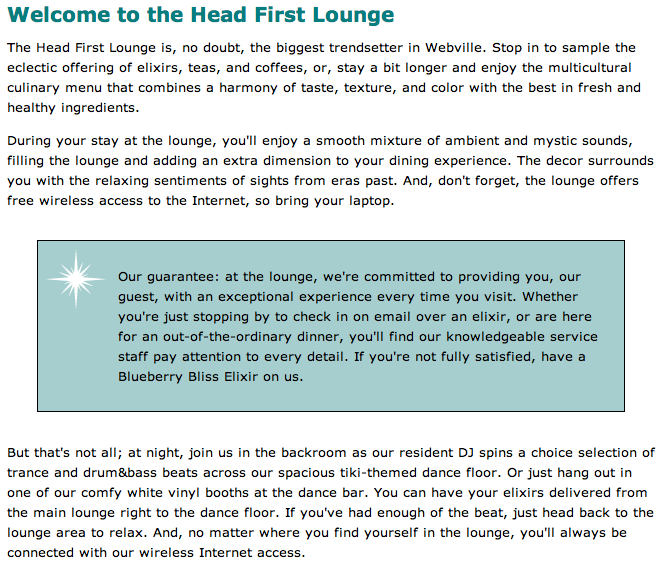 Welcome to the Head First Lounge
The Head First Lounge is, no doubt, the biggest trendsetter in Webville. Stop in to sample the
eclectic offering of elixirs, teas, and coffees, or, stay a bit longer and enjoy the multicultural
culinary menu that combines a harmony of taste, texture, and color with the best in fresh and
healthy ingredients.
During your stay at the lounge, you'll enjoy a smooth mixture of ambient and mystic sounds,
filling the lounge and adding an extra dimension to your dining experience. The decor surrounds
you with the relaxing sentiments of sights from eras past. And, don't forget, the lounge offers
free wireless access to the Internet, so bring your laptop.
Our guarantee: at the lounge, we're committed to providing you, our
guest, with an exceptional experience every time you visit. Whether
you're just stopping by to check in on email over an elixir, or are here
for an out-of-the-ordinary dinner, you'll find our knowledgeable service
staff pay attention to every detail. If you're not fully satisfied, have a
Blueberry Bliss Elixir on us.
But that's not all; at night, join us in the backroom as our resident DJ spins a choice selection of
trance and drum&bass beats across our spacious tiki-themed dance floor. Or just hang out in
one of our comfy white vinyl booths at the dance bar. You can have your elixirs delivered from
the main lounge right to the dance floor. If you've had enough of the beat, just head back to the
lounge area to relax. And, no matter where you find yourself in the lounge, you'll always be
connected with our wireless Internet access.